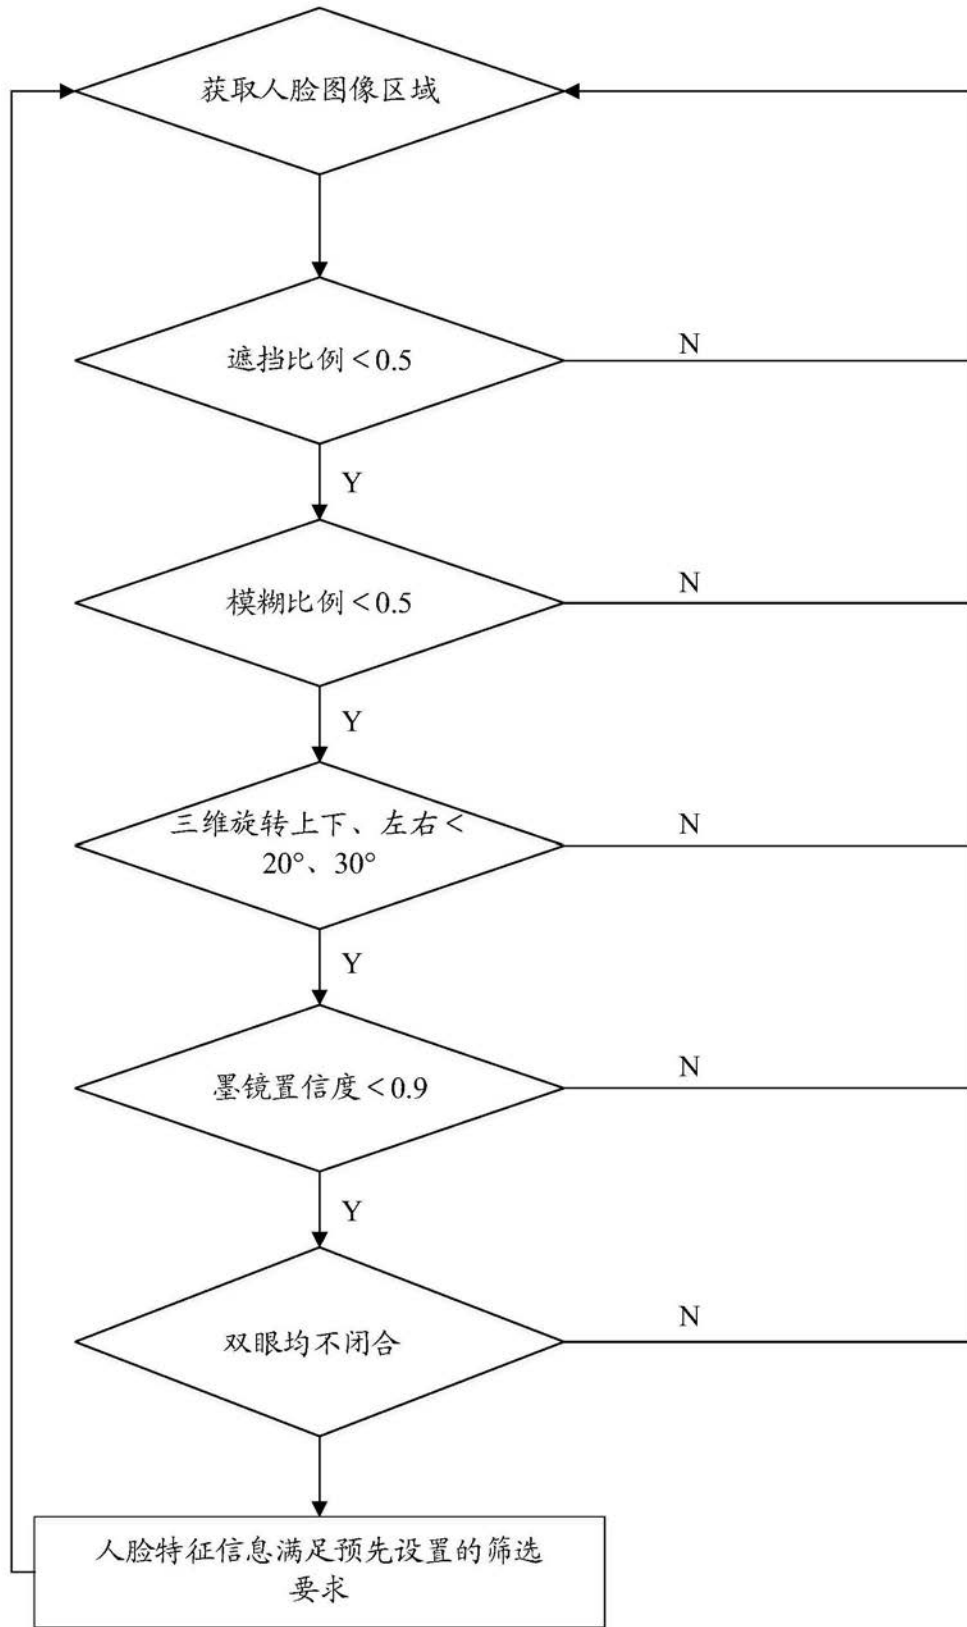 获取人脸图像区域
遮挡比例<0.5
N
Y
模糊比例<0.5
N
Y
三维旋转上下、左右<
20°、30°
N
Y
墨镜置信度<0.9
N
Y
双眼均不闭合
N
人脸特征信息满足预先设置的筛选
要求